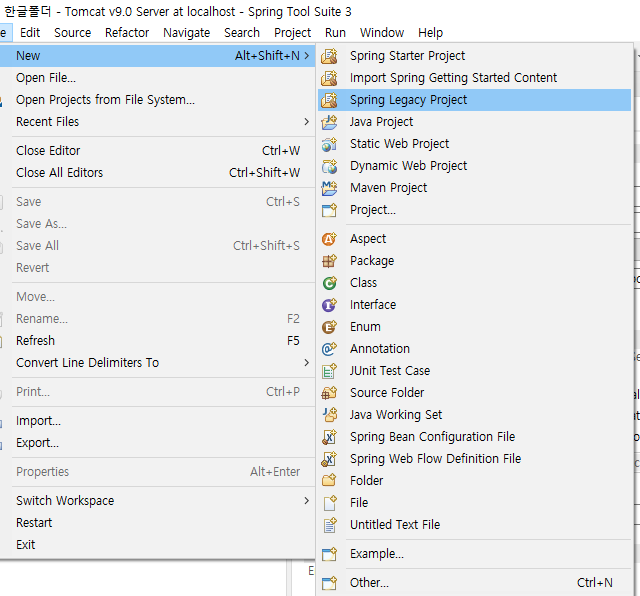 한글폴더 - Tomcat v9.0 Server at localhost - Spring Tool Suite 3
e Edit Source Refactor Navigate Search Project Run Window Help
New Alt+Shift+N >
Open File...
Open Projects from File System...
Recent Files >
Close Editor Ctrl+W
Close All Editors Ctrl+Shift+W
Save Ctrl+S
Save As...
Save All Ctrl+Shift+S
Revert
Move...
Rename... F2
Refresh F5
Convert Line Delimiters To >
Print... Ctrl+P
Import...
Export...
Properties Alt+Enter
Switch Workspace >
Restart
Exit
Spring Starter Project
Import Spring Getting Started Content
Spring Legacy Project
Java Project
Static Web Project
Dynamic Web Project
Maven Project
Project...
Aspect
Package
Class
Interface
Enum
Annotation
JUnit Test Case
Source Folder
Java Working Set
Spring Bean Configuration File
Spring Web Flow Definition File
Folder
File
Untitled Text File
Example...
Other... Ctrl+N